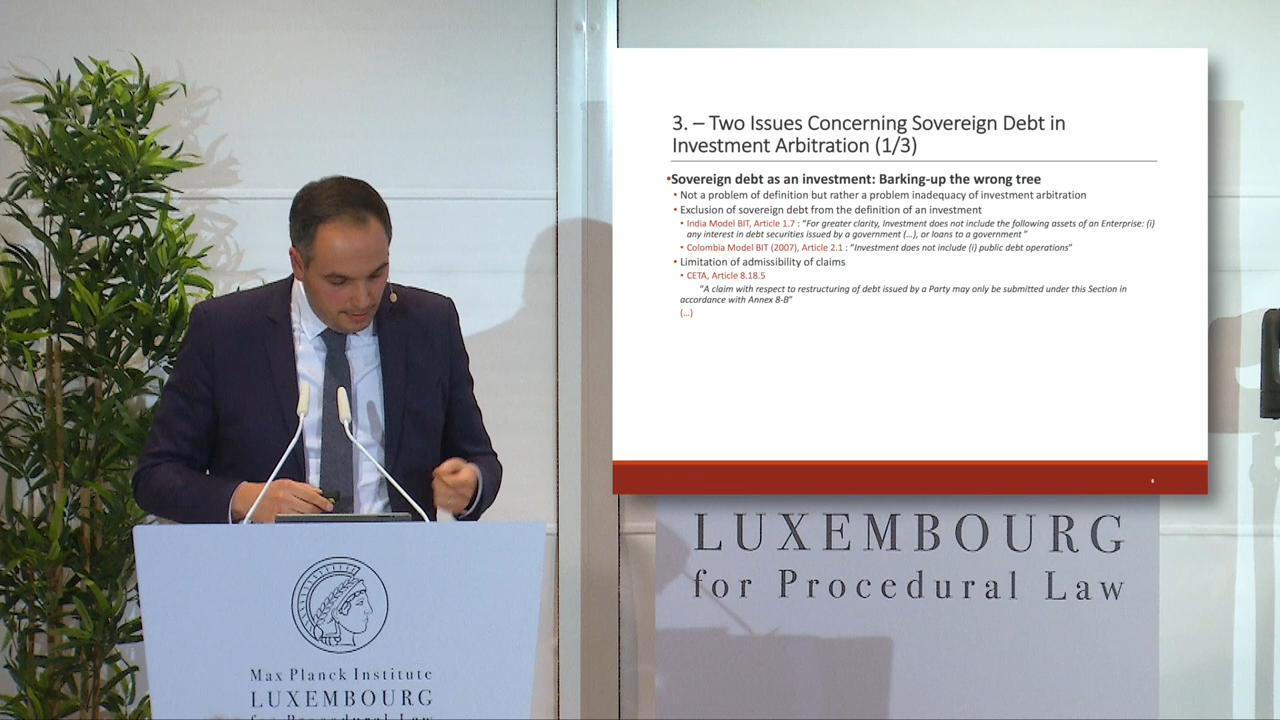 3. – Two Issues Concerning Sovereign Debt in
Investment Arbitration (1/3)
•Sovereign debt as an investment: Barking-up the wrong tree
• Not a problem of definition but rather a problem inadequacy of investment arbitration
• Exclusion of sovereign debt from the definition of an investment
• India Model BIT, Article 1.7 : “For greater clarity, Investment does not include the following assets of an Enterprise: (i)
any interest in debt securities issued by a government (…), or loans to a government ”
• Colombia Model BIT (2007), Article 2.1 : “Investment does not include (i) public debt operations”
• Limitation of admissibility of claims
• CETA, Article 8.18.5
“A claim with respect to restructuring of debt issued by a Party may only be submitted under this Section in
accordance with Annex 8-B”
(…)
6
LUXEMBOURG
for Procedural Law
Max Planck Institute
LUXEMBOURG
for Procedural Law